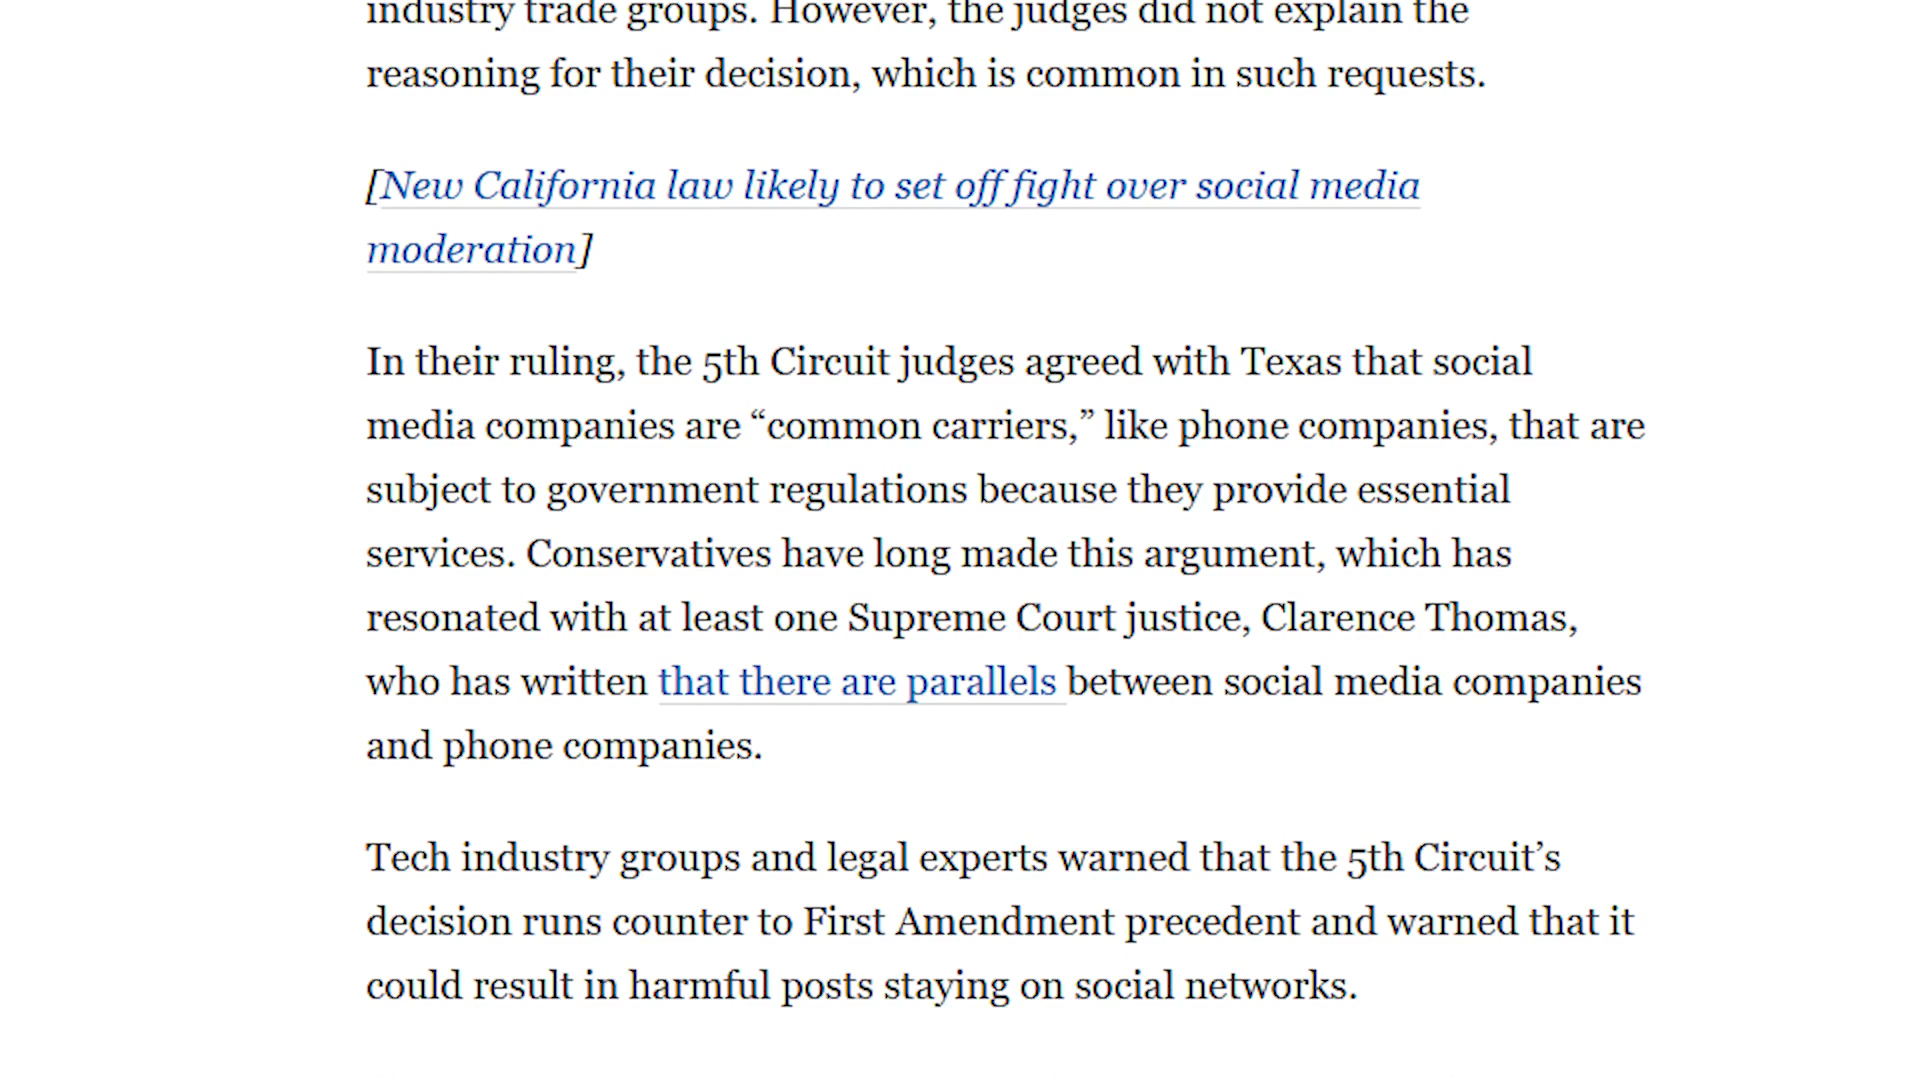 industry trade groups. However, the judges did not explain the
reasoning for their decision, which is common in such requests.
[New California law likely to set off fight over social media
moderation]
In their ruling, the 5th Circuit judges agreed with Texas that social
media companies are “common carriers,” like phone companies, that are
subject to government regulations because they provide essential
services. Conservatives have long made this argument, which has
resonated with at least one Supreme Court justice, Clarence Thomas,
who has written that there are parallels between social media companies
and phone companies.
Tech industry groups and legal experts warned that the 5th Circuit’s
decision runs counter to First Amendment precedent and warned that it
could result in harmful posts staying on social networks.